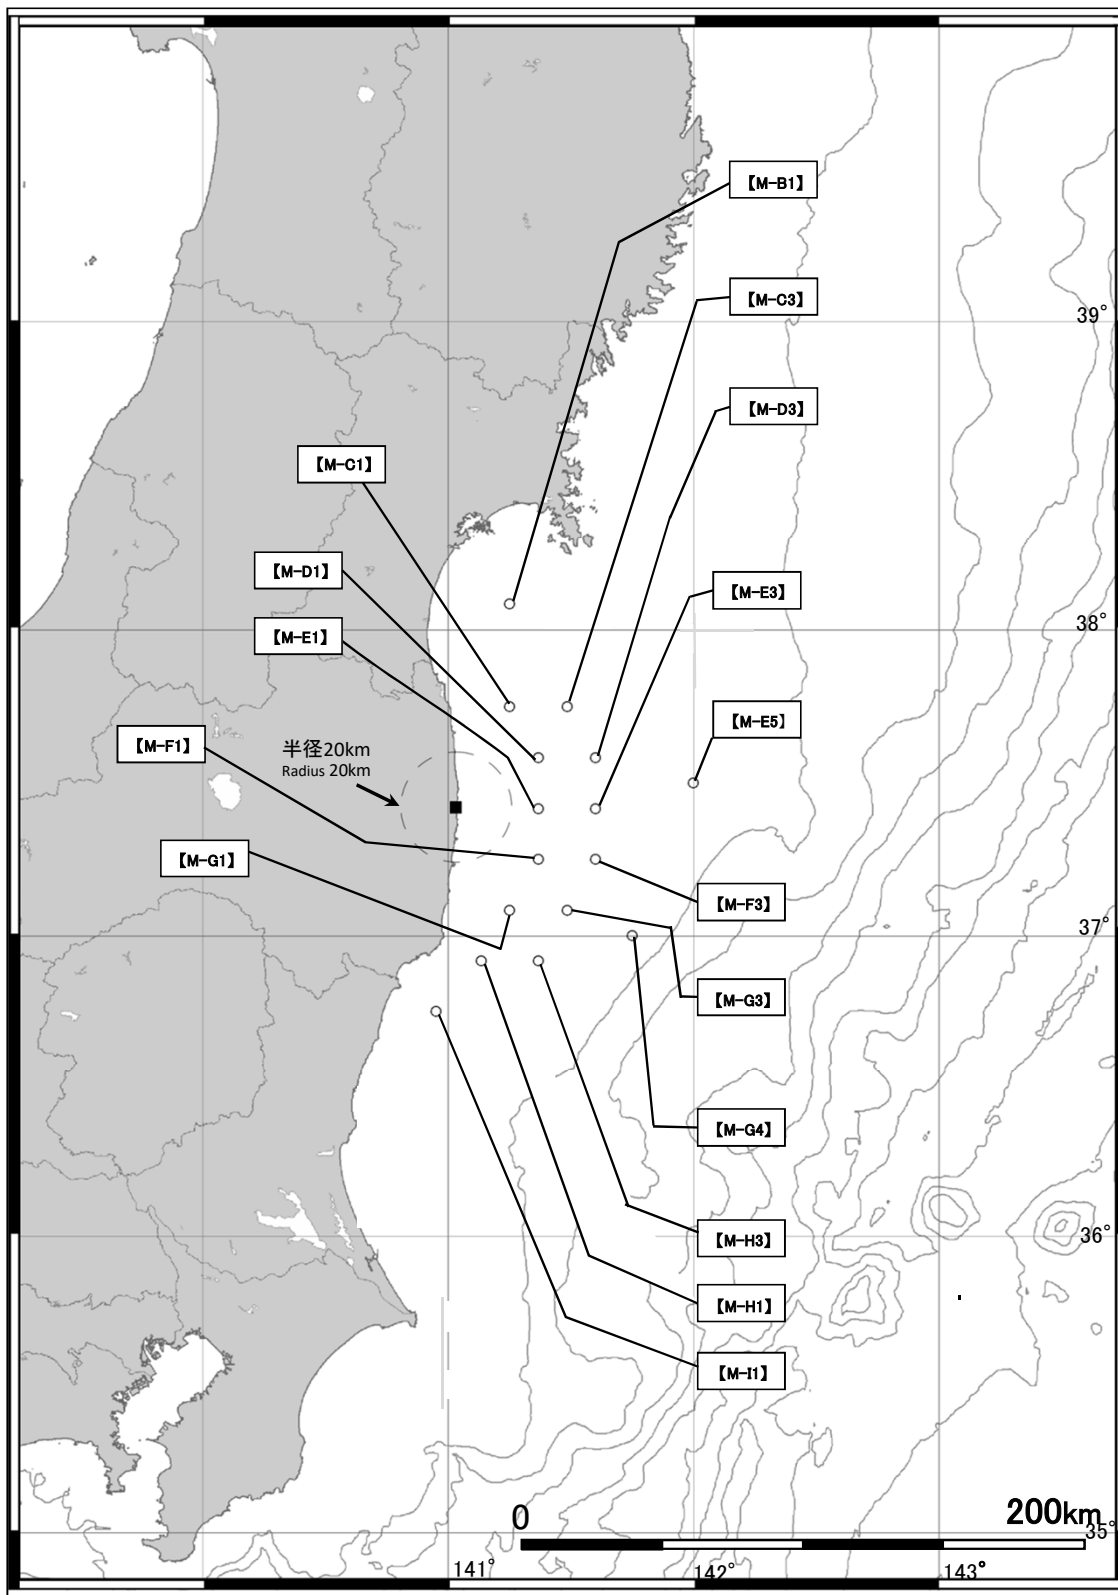 【M-B1】
【M-C3】
39°
【M-D3】
【M-C1】
【M-D1】
【M-E3】
38°
【M-E1】
【M-E5】
【M-F1】
半径20km
Radius 20km
【M-G1】
【M-F3】
37°
【M-G3】
【M-G4】
【M-H3】
36°
【M-H1】
【M-I1】
0
200km
35°
141°
142°
143°